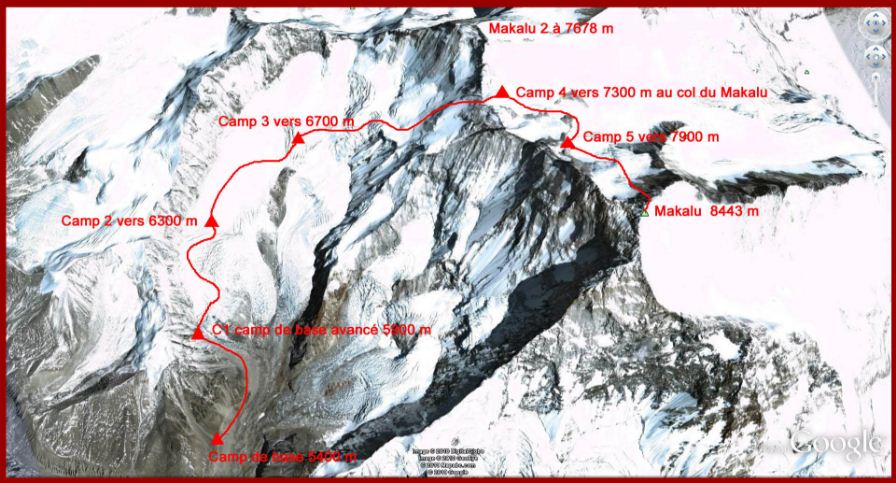 Makalu 2 à 7678 m
Camp 4 vers 7300 m au col du Makalu
Camp 3 vers 6700 m
Camp 5 vers 7900 m
Makalu 8443 m
Camp 2 vers 6300 m
C1 camp de base avancé 5900 m
Camp de base 5400 m
Image © 2010 DigitalGlobe
Image © 2010 GeoEye
© 2010 Mapabc.com
© 2010 Google
Google